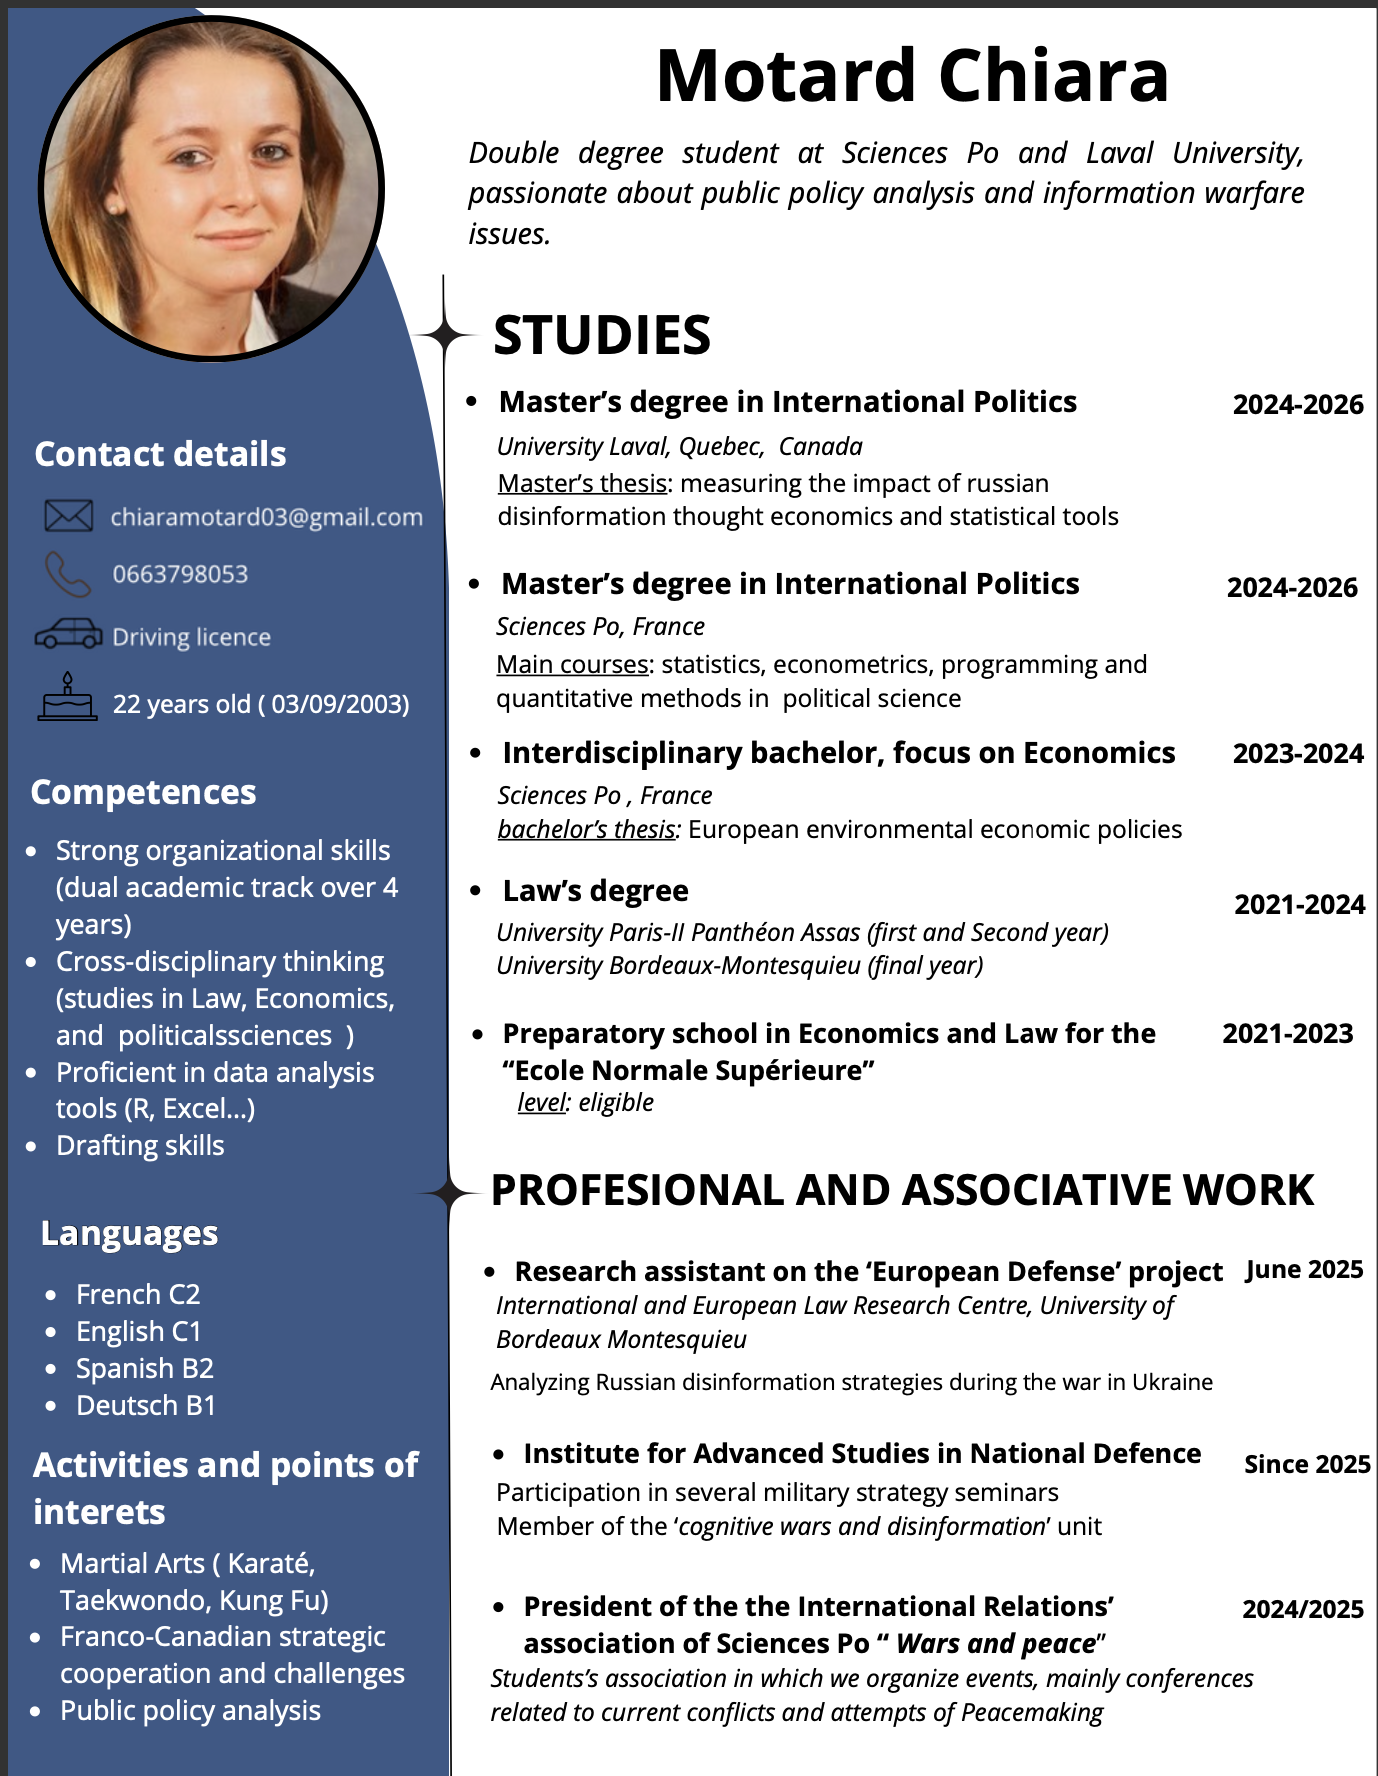 Motard Chiara
Double degree student at Sciences Po and Laval University,
passionate about public policy analysis and information warfare
issues.
Contact details
chiaramotard03@gmail.com
0663798053
Driving licence
22 years old ( 03/09/2003)
Competences
• Strong organizational skills
(dual academic track over 4
years)
• Cross-disciplinary thinking
(studies in Law, Economics,
and politicalssciences )
• Proficient in data analysis
tools (R, Excel...)
• Drafting skills
Languages
• French C2
• English C1
• Spanish B2
• Deutsch B1
Activities and points of
interets
• Martial Arts ( Karaté,
Taekwondo, Kung Fu)
• Franco-Canadian strategic
cooperation and challenges
• Public policy analysis
STUDIES
• Master’s degree in International Politics 2024-2026
University Laval, Quebec, Canada
Master’s thesis: measuring the impact of russian
disinformation thought economics and statistical tools
• Master’s degree in International Politics 2024-2026
Sciences Po, France
Main courses: statistics, econometrics, programming and
quantitative methods in political science
• Interdisciplinary bachelor, focus on Economics 2023-2024
Sciences Po , France
bachelor’s thesis: European environmental economic policies
• Law’s degree 2021-2024
University Paris-II Panthéon Assas (first and Second year)
University Bordeaux-Montesquieu (final year)
• Preparatory school in Economics and Law for the 2021-2023
“Ecole Normale Supérieure”
level: eligible
PROFESIONAL AND ASSOCIATIVE WORK
• Research assistant on the ‘European Defense’ project June 2025
International and European Law Research Centre, University of
Bordeaux Montesquieu
Analyzing Russian disinformation strategies during the war in Ukraine
• Institute for Advanced Studies in National Defence Since 2025
Participation in several military strategy seminars
Member of the ‘cognitive wars and disinformation’ unit
• President of the the International Relations’ 2024/2025
association of Sciences Po “ Wars and peace”
Students’s association in which we organize events, mainly conferences
related to current conflicts and attempts of Peacemaking